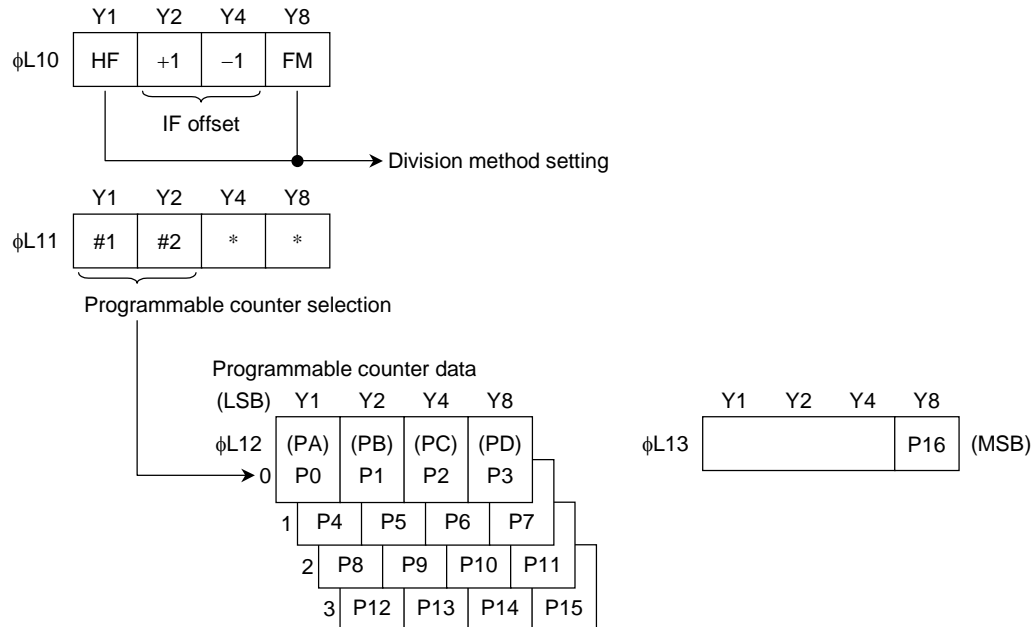 Y1 Y2 Y4 Y8
ϕL10 HF +1 −1 FM
IF offset
Division method setting
Y1 Y2 Y4 Y8
ϕL11 #1 #2 * *
Programmable counter selection
Programmable counter data
(LSB) Y1 Y2 Y4 Y8
ϕL12 (PA) (PB) (PC) (PD)
0 P0 P1 P2 P3
1 P4 P5 P6 P7
2 P8 P9 P10 P11
3 P12 P13 P14 P15
Y1 Y2 Y4 Y8
ϕL13 P16 (MSB)